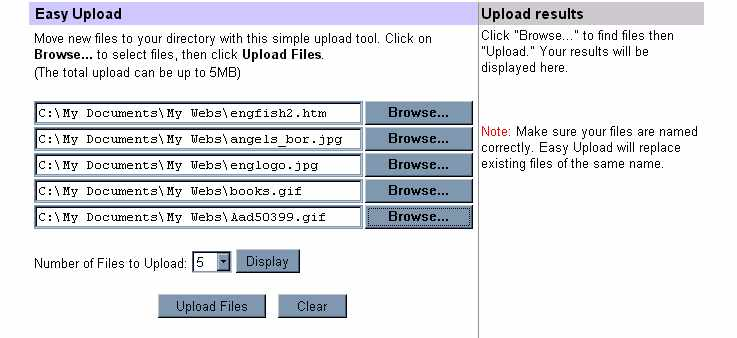 Easy Upload
Move new files to your directory with this simple upload tool. Click on
Browse... to select files, then click Upload Files.
(The total upload can be up to 5MB)
C:\My Documents\My Webs\engfish2.htm Browse...
C:\My Documents\My Webs\angels_bor.jpg Browse...
C:\My Documents\My Webs\englogo.jpg Browse...
C:\My Documents\My Webs\books.gif Browse...
C:\My Documents\My Webs\Aad50399.gif Browse...
Number of Files to Upload: 5 Display
Upload Files Clear
Upload results
Click "Browse..." to find files then
"Upload." Your results will be
displayed here.
Note: Make sure your files are named
correctly. Easy Upload will replace
existing files of the same name.